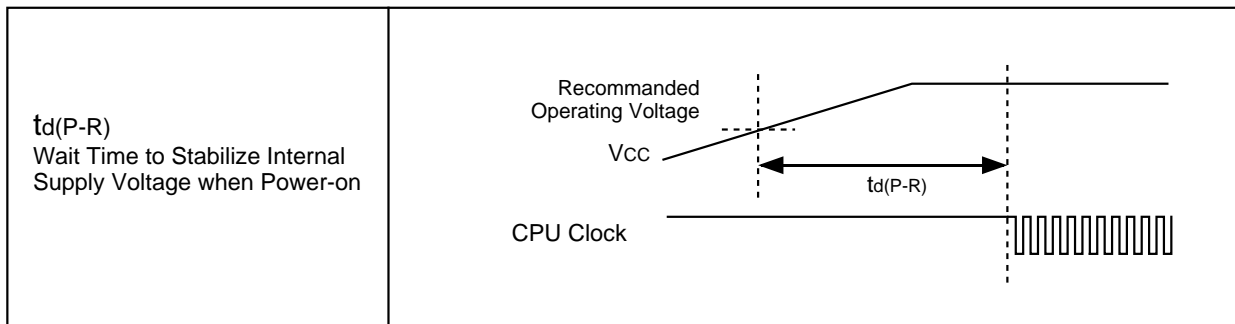 td(P-R)
Wait Time to Stabilize Internal
Supply Voltage when Power-on
Recommanded
Operating Voltage
VCC
td(P-R)
CPU Clock